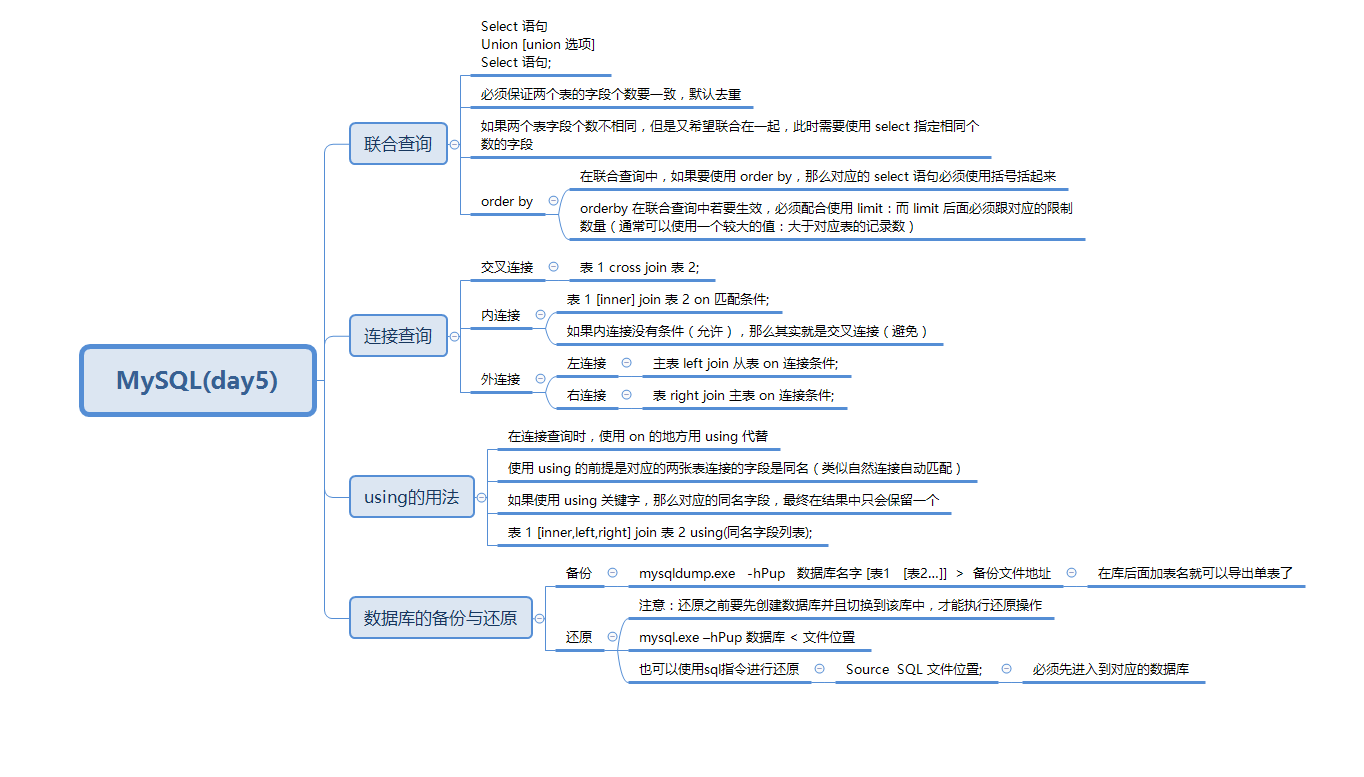 MySQL(day5)
联合查询
Select 语句
Union [union 选项]
Select 语句;
必须保证两个表的字段个数要一致，默认去重
如果两个表字段个数不相同，但是又希望联合在一起，此时需要使用 select 指定相同个
数的字段
order by
在联合查询中，如果要使用 order by，那么对应的 select 语句必须使用括号括起来
orderby 在联合查询中若要生效，必须配合使用 limit：而 limit 后面必须跟对应的限制
数量（通常可以使用一个较大的值：大于对应表的记录数）
连接查询
交叉连接
表 1 cross join 表 2;
内连接
表 1 [inner] join 表 2 on 匹配条件;
如果内连接没有条件（允许），那么其实就是交叉连接（避免）
外连接
左连接
主表 left join 从表 on 连接条件;
右连接
表 right join 主表 on 连接条件;
using的用法
在连接查询时，使用 on 的地方用 using 代替
使用 using 的前提是对应的两张表连接的字段是同名（类似自然连接自动匹配）
如果使用 using 关键字，那么对应的同名字段，最终在结果中只会保留一个
表 1 [inner,left,right] join 表 2 using(同名字段列表);
数据库的备份与还原
备份
mysqldump.exe -hPup 数据库名字 [表1 [表2...]] > 备份文件地址
在库后面加表名就可以导出单表了
还原
注意：还原之前要先创建数据库并且切换到该库中，才能执行还原操作
mysql.exe –hPup 数据库 < 文件位置
也可以使用sql指令进行还原
Source SQL 文件位置;
必须先进入到对应的数据库